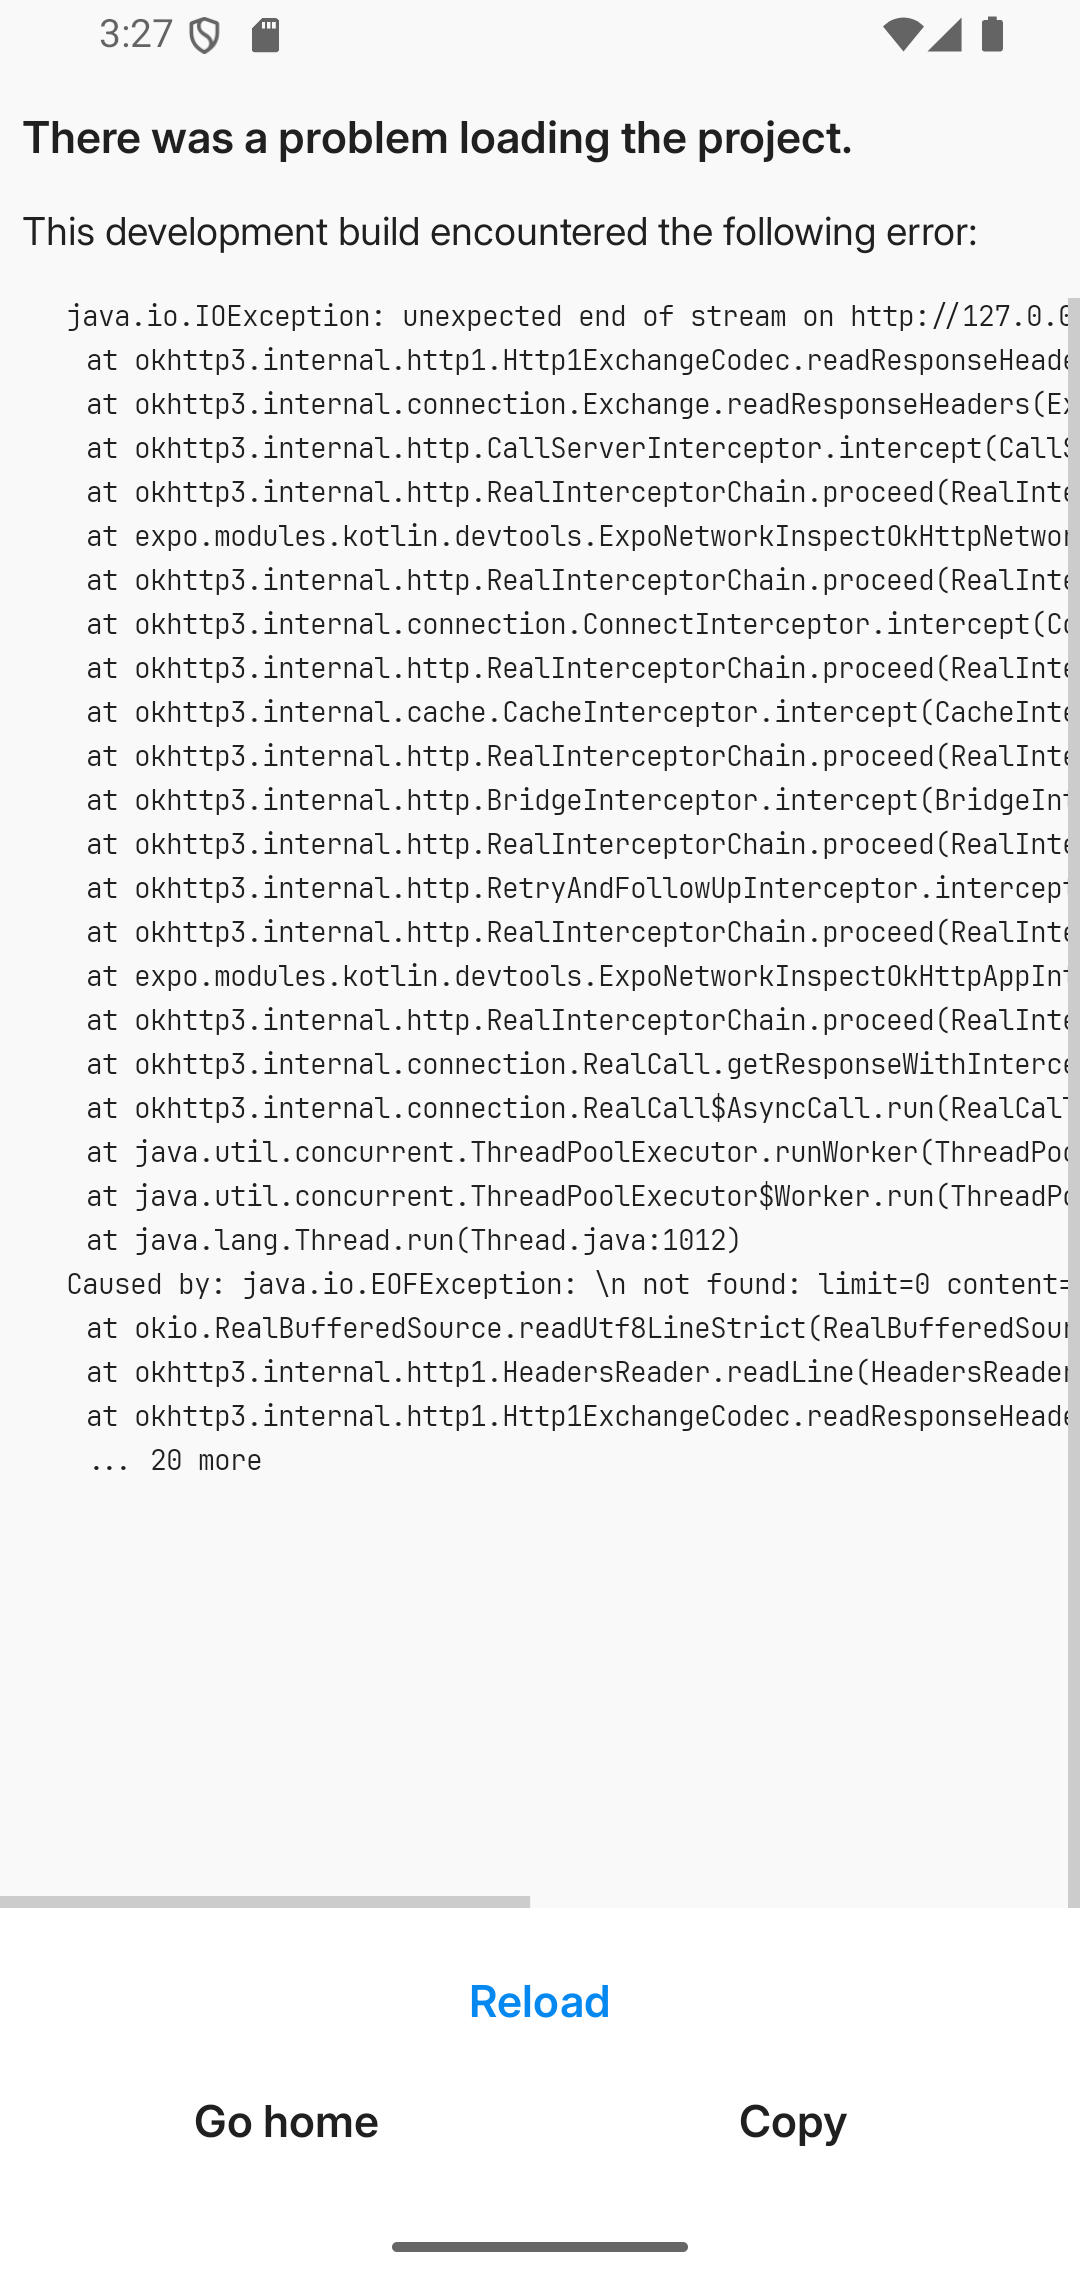 3:27
There was a problem loading the project.
This development build encountered the following error:
java.io.IOException: unexpected end of stream on http://127.0.0
at okhttp3.internal.http1.Http1ExchangeCodec.readResponseHeade
at okhttp3.internal.connection.Exchange.readResponseHeaders(Ex
at okhttp3.internal.http.CallServerInterceptor.intercept(CallS
at okhttp3.internal.http.RealInterceptorChain.proceed(RealInte
at expo.modules.kotlin.devtools.ExpoNetworkInspectOkHttpNetwor
at okhttp3.internal.http.RealInterceptorChain.proceed(RealInte
at okhttp3.internal.connection.ConnectInterceptor.intercept(Co
at okhttp3.internal.http.RealInterceptorChain.proceed(RealInte
at okhttp3.internal.cache.CacheInterceptor.intercept(CacheInte
at okhttp3.internal.http.RealInterceptorChain.proceed(RealInte
at okhttp3.internal.http.BridgeInterceptor.intercept(BridgeInt
at okhttp3.internal.http.RealInterceptorChain.proceed(RealInte
at okhttp3.internal.http.RetryAndFollowUpInterceptor.intercept
at okhttp3.internal.http.RealInterceptorChain.proceed(RealInte
at expo.modules.kotlin.devtools.ExpoNetworkInspectOkHttpAppInt
at okhttp3.internal.http.RealInterceptorChain.proceed(RealInte
at okhttp3.internal.connection.RealCall.getResponseWithInterce
at okhttp3.internal.connection.RealCall$AsyncCall.run(RealCall
at java.util.concurrent.ThreadPoolExecutor.runWorker(ThreadPoo
at java.util.concurrent.ThreadPoolExecutor$Worker.run(ThreadPo
at java.lang.Thread.run(Thread.java:1012)
Caused by: java.io.EOFException: \n not found: limit=0 content=
at okio.RealBufferedSource.readUtf8LineStrict(RealBufferedSour
at okhttp3.internal.http1.HeadersReader.readLine(HeadersReader
at okhttp3.internal.http1.Http1ExchangeCodec.readResponseHeade
... 20 more
Reload
Go home
Copy